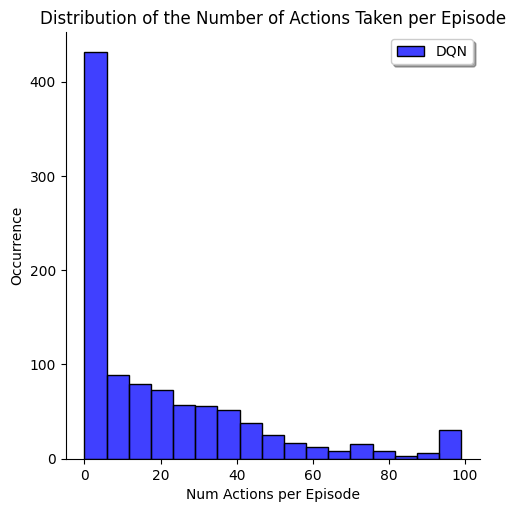 Distribution of the Number of Actions Taken per Episode
DQN
400
300
200
100
0
Occurrence
0 20 40 60 80 100
Num Actions per Episode